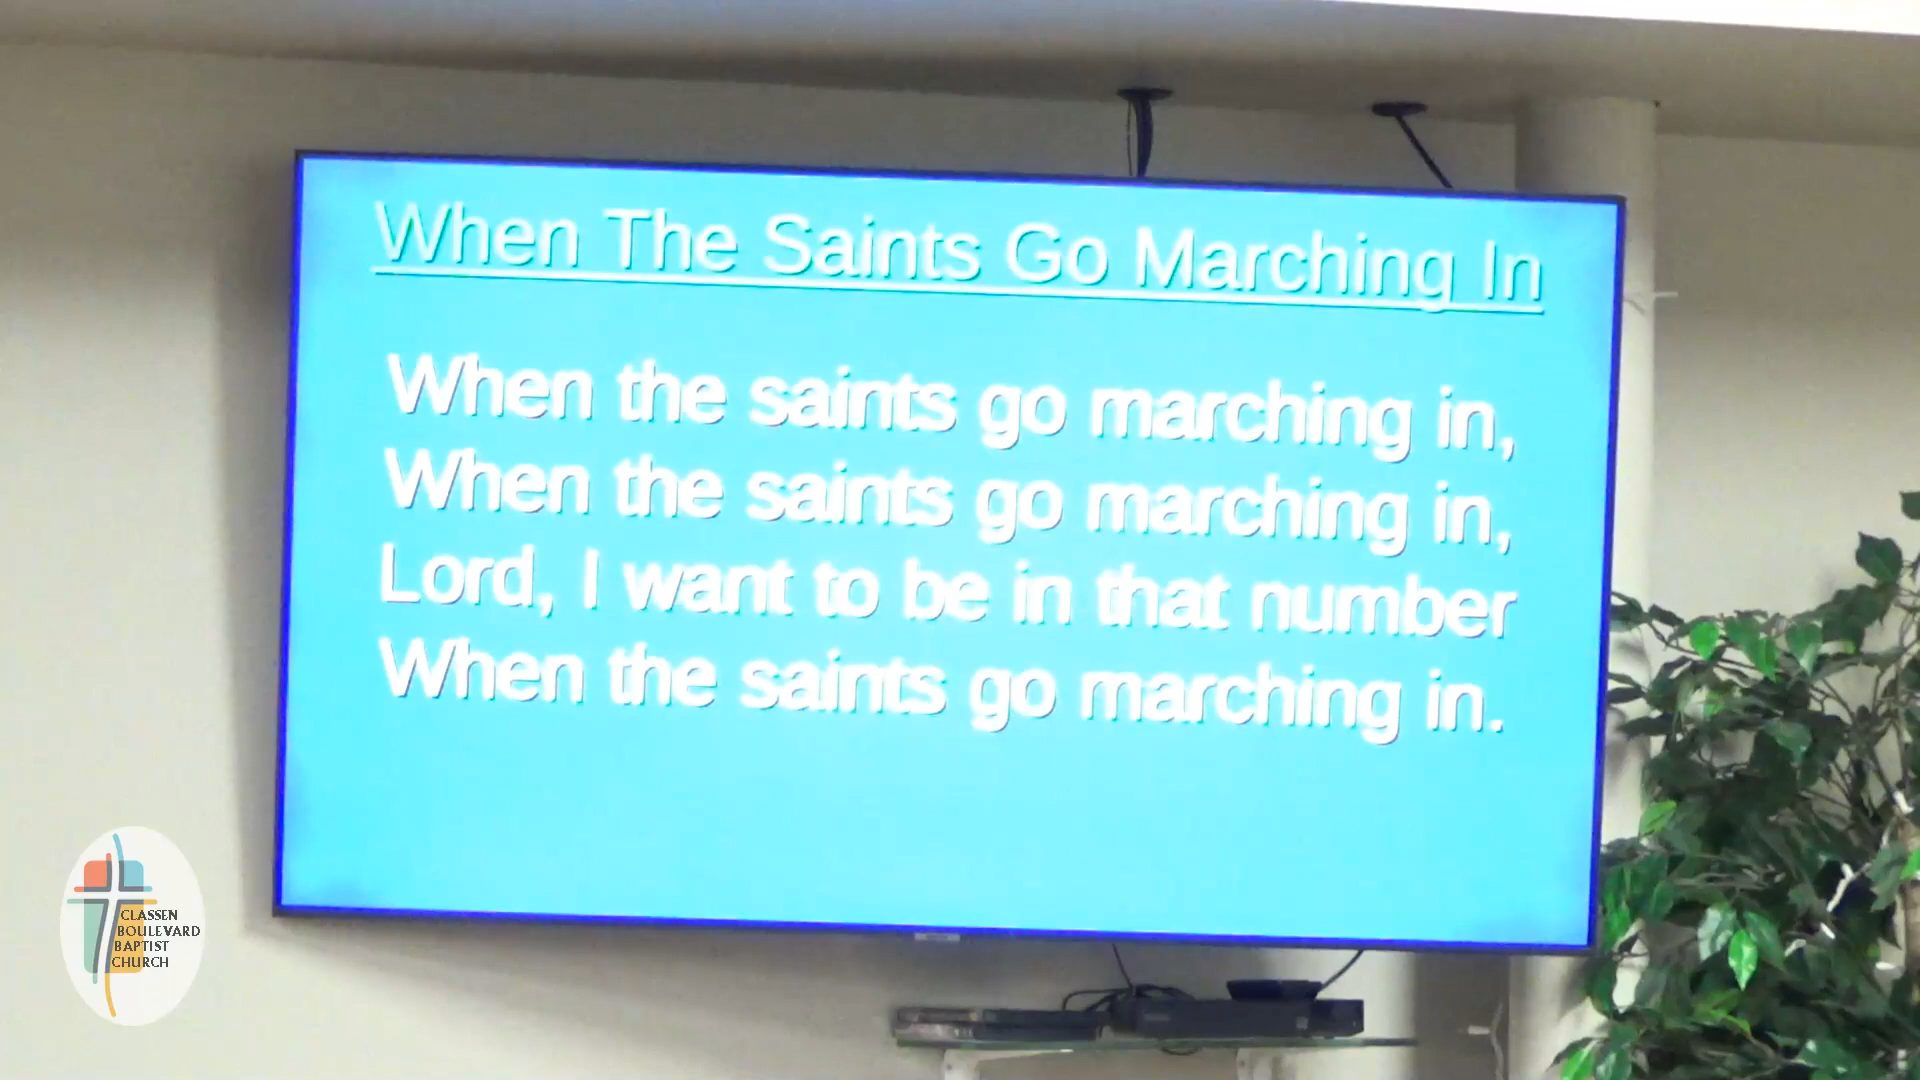 When The Saints Go Marching In
When the saints go marching in,
When the saints go marching in,
Lord, I want to be in that number
When the saints go marching in.
CLASSEN
BOULEVARD
BAPTIST
CHURCH